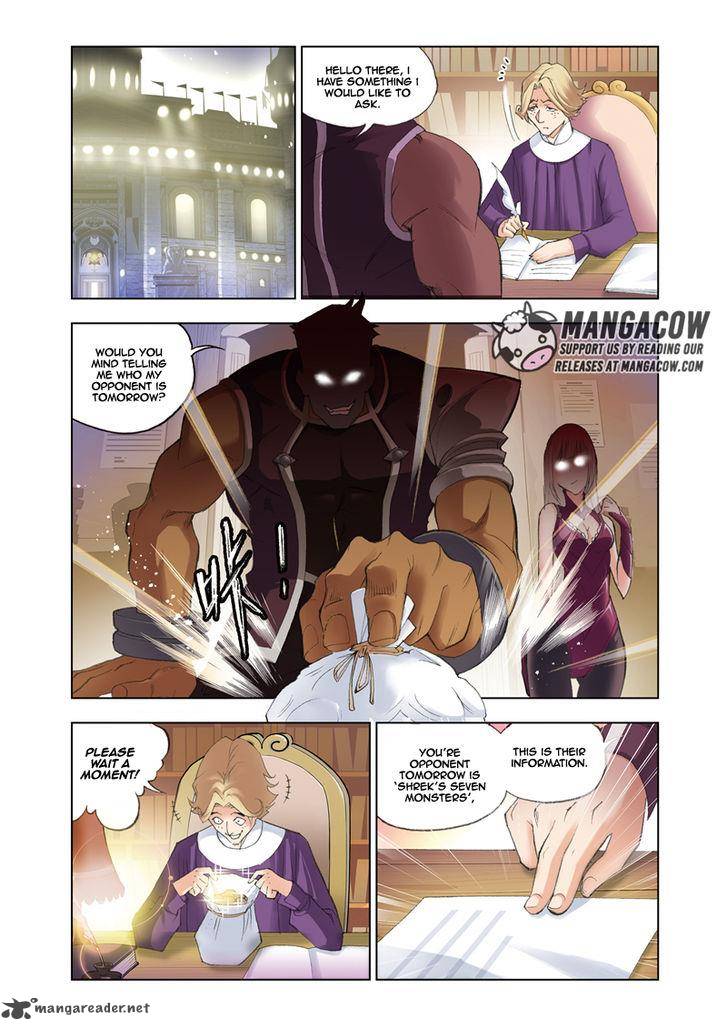 HELLO THERE, I
HAVE SOMETHING I
WOULD LIKE TO
ASK.
MANGACOW
SUPPORT US BY READING OUR
RELEASES AT MANGACOW.COM
WOULD YOU
MIND TELLING
ME WHO MY
OPPONENT IS
TOMORROW?
咔!
PLEASE
WAIT A
MOMENT!
YOU'RE
OPPONENT
TOMORROW IS
'SHREK'S SEVEN
MONSTERS',
THIS IS THEIR
INFORMATION.
mangareader.net